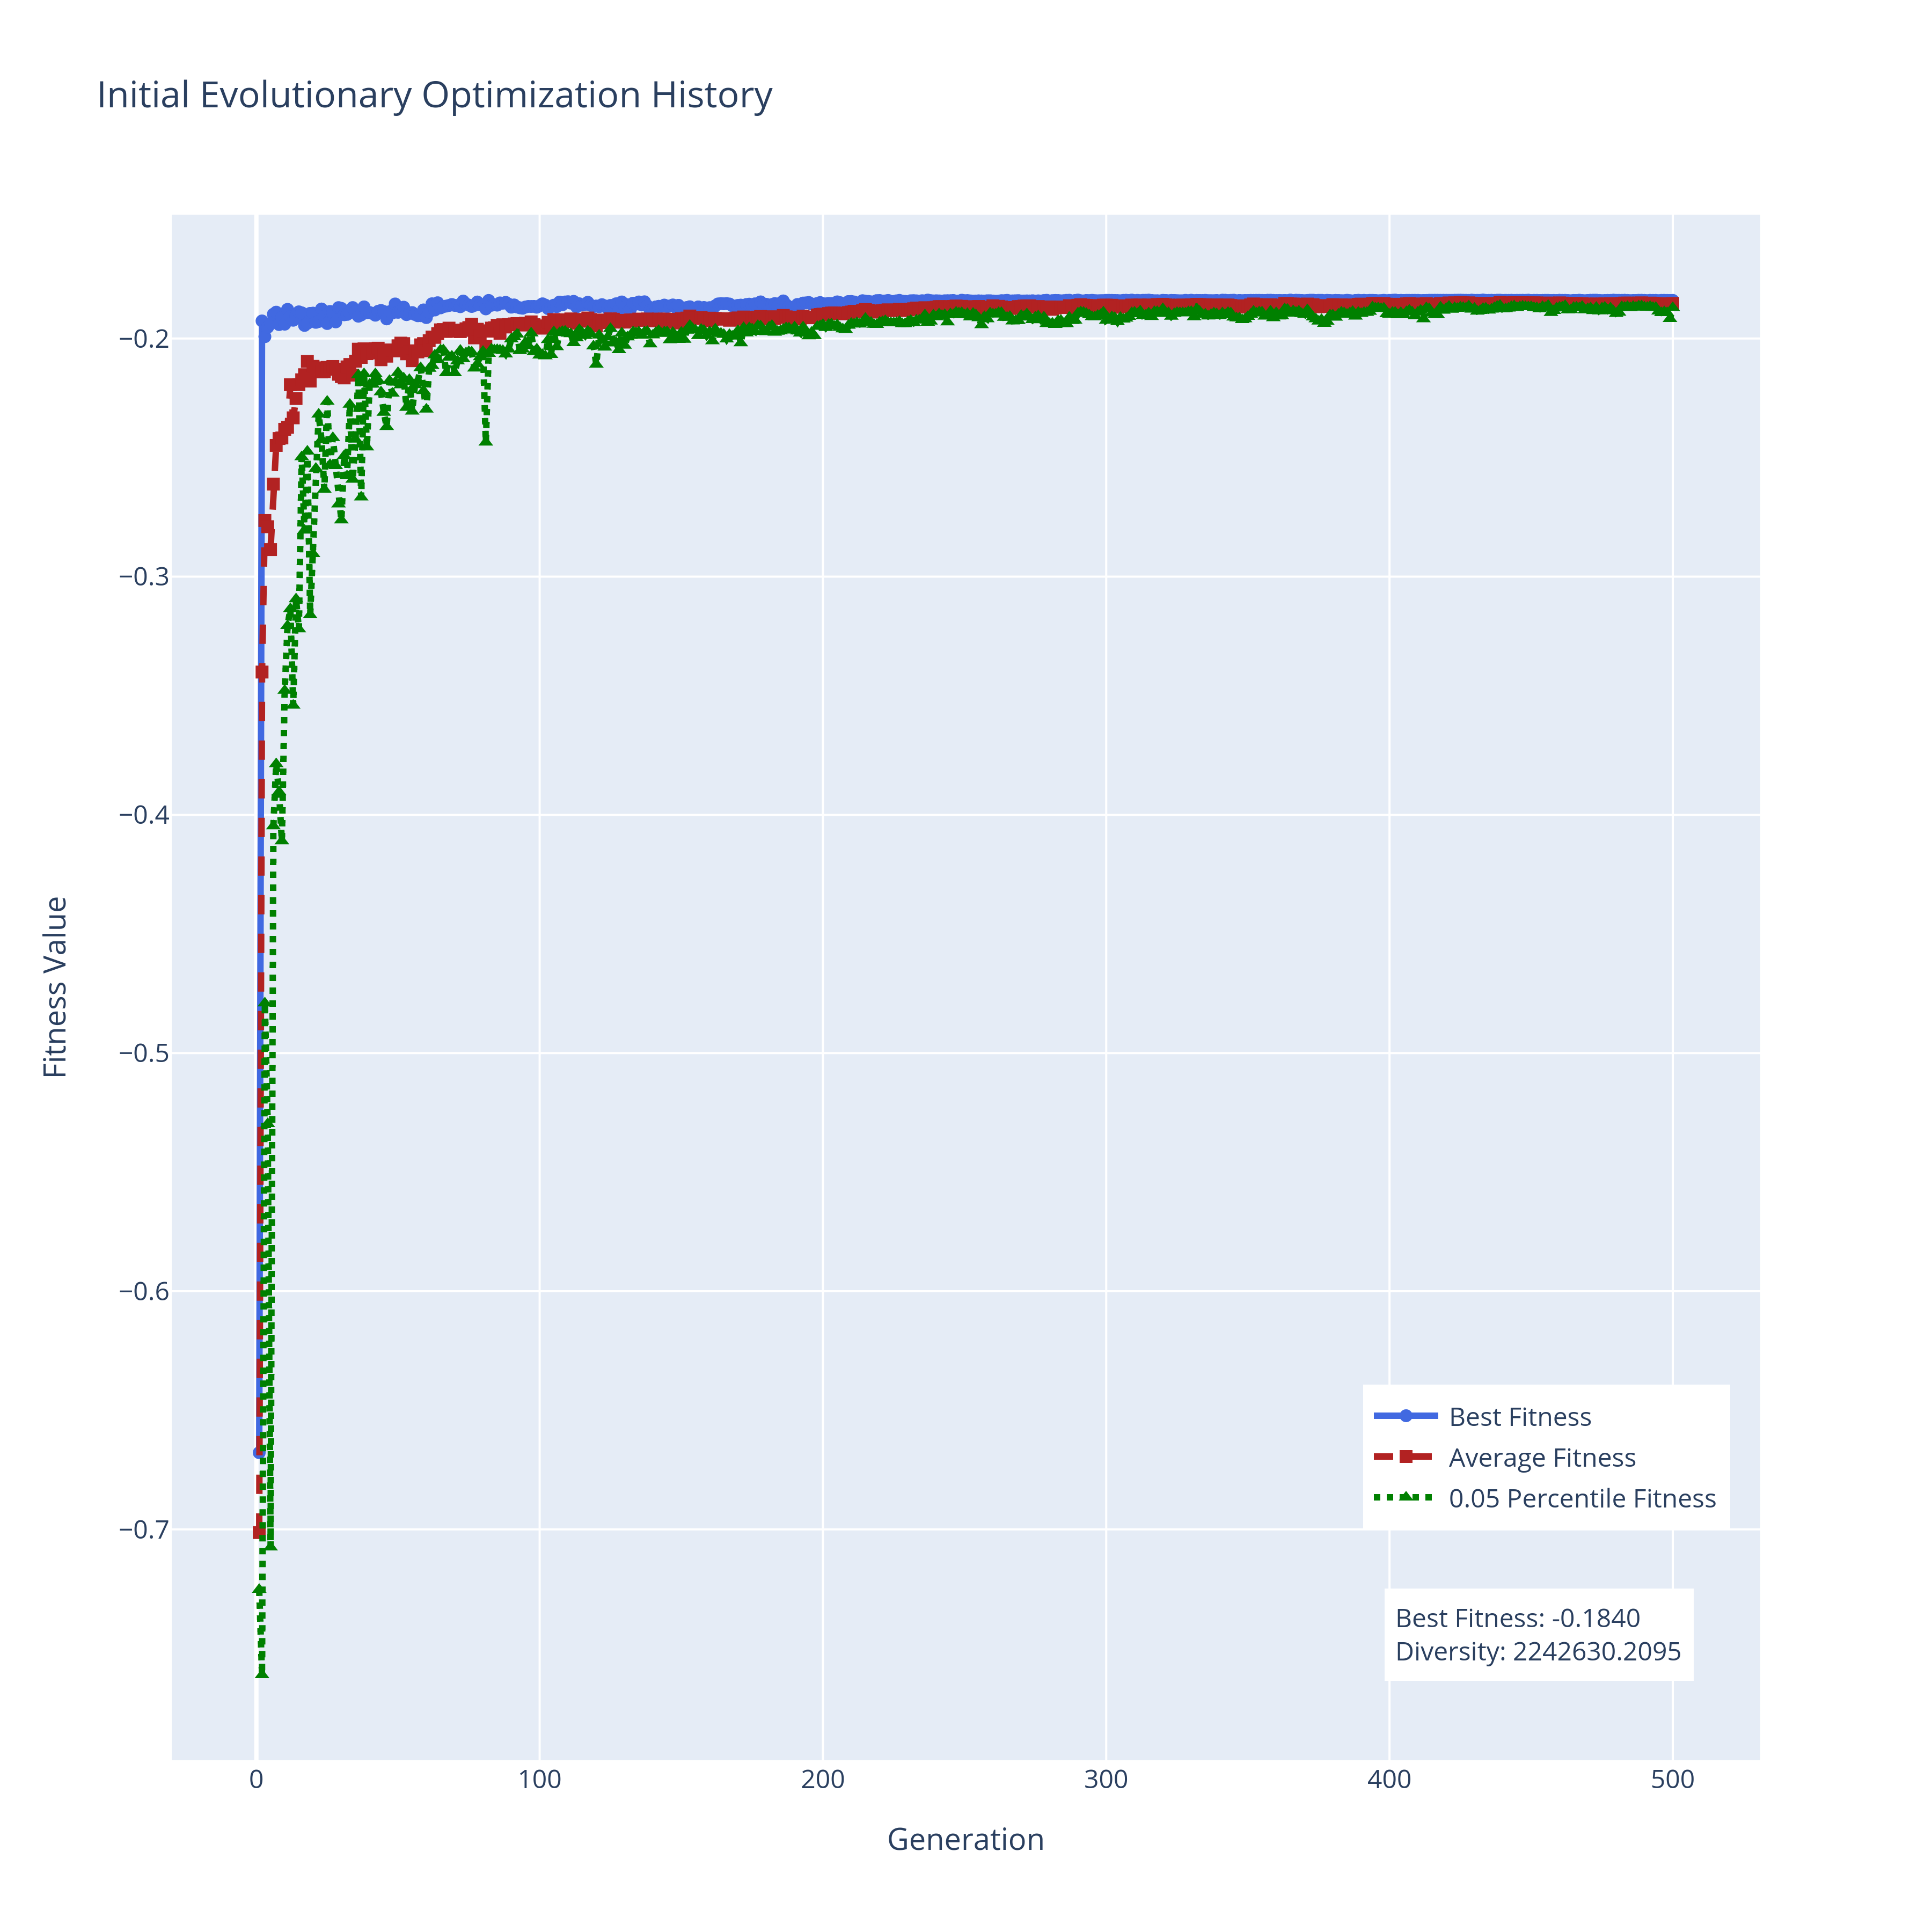 Initial Evolutionary Optimization History
−0.2
−0.3
−0.4
−0.5
−0.6
−0.7
Fitness Value
Best Fitness
Average Fitness
0.05 Percentile Fitness
Best Fitness: -0.1840
Diversity: 2242630.2095
0 100 200 300 400 500
Generation